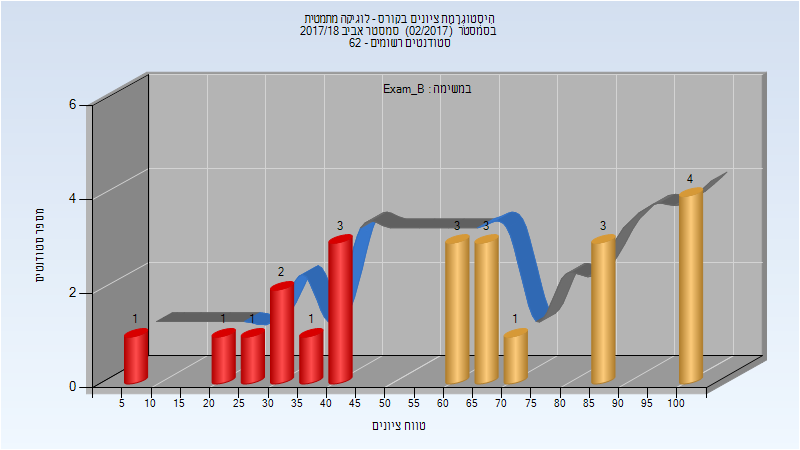 היסטוגרמת ציונים בקורס - לוגיקה מתמטית
בסמסטר (02/2017) סמסטר אביב 2017/18
סטודנטים רשומים - 62
במשימה : Exam_B
מספר סטודנטים
6
4
2
0
1
1
1
2
1
3
3
3
1
3
4
5 10 15 20 25 30 35 40 45 50 55 60 65 70 75 80 85 90 95 100
טווח ציונים